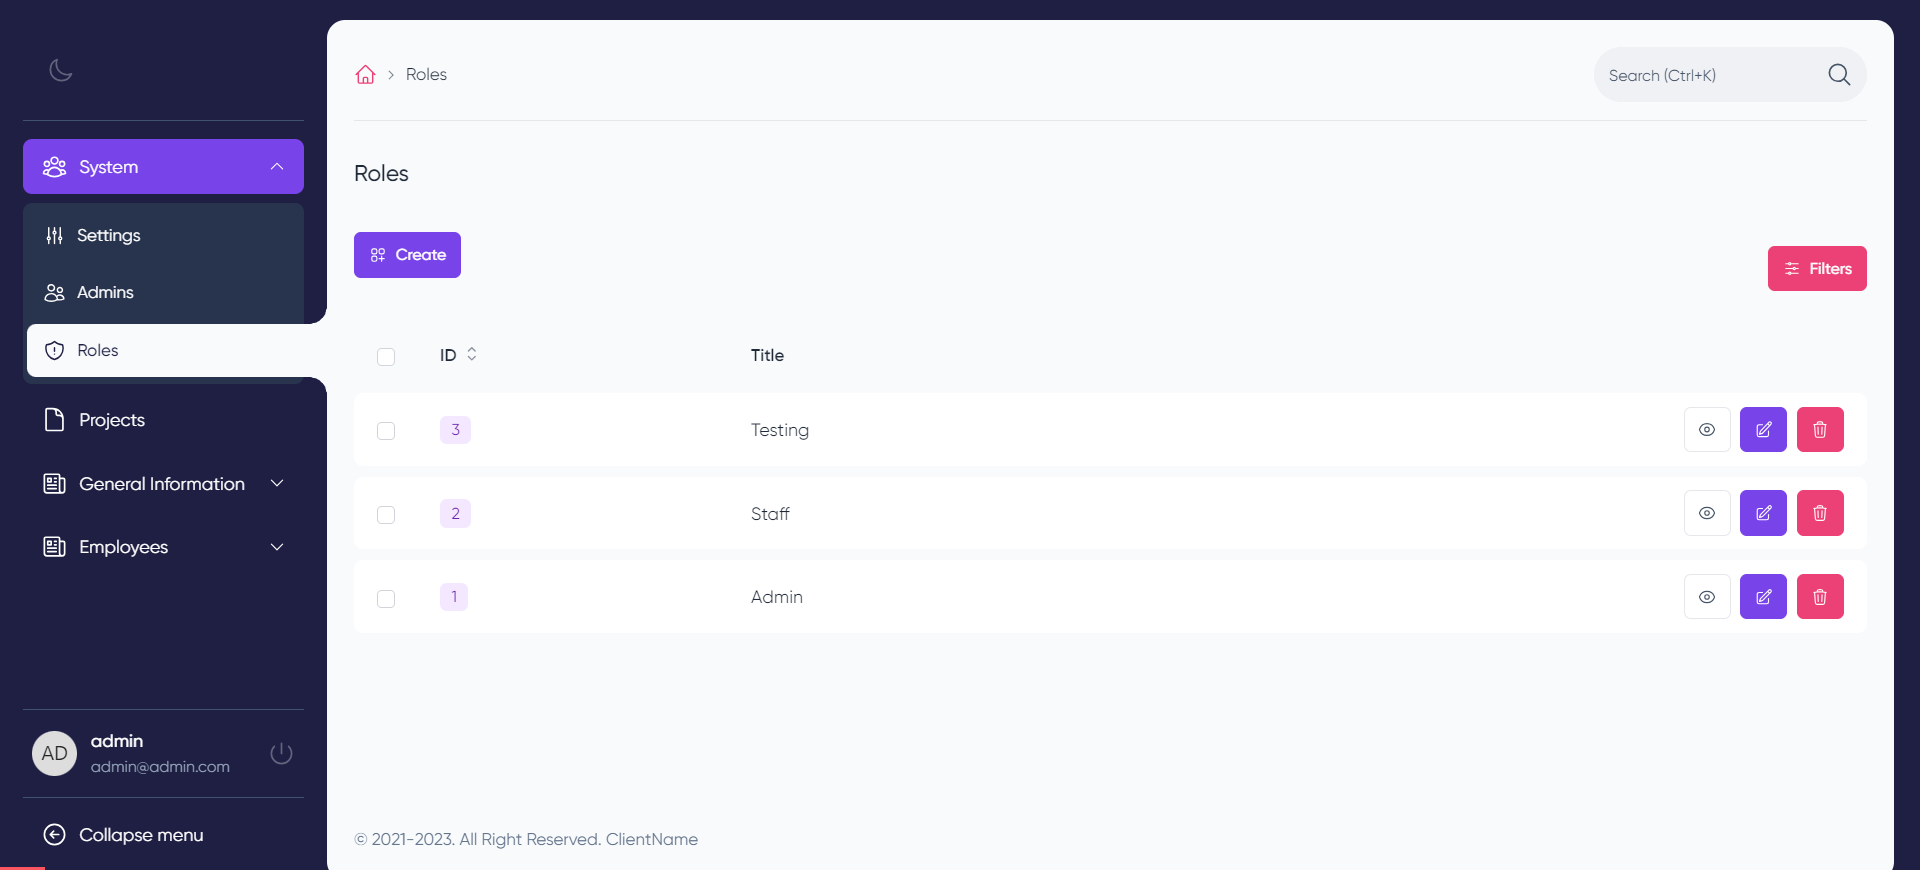 System
Settings
Admins
Roles
Projects
General Information
Employees
AD
admin
admin@admin.com
Collapse menu
Roles
Search (Ctrl+K)
Roles
Create
Filters
ID Title
3 Testing
2 Staff
1 Admin
© 2021-2023. All Right Reserved. ClientName